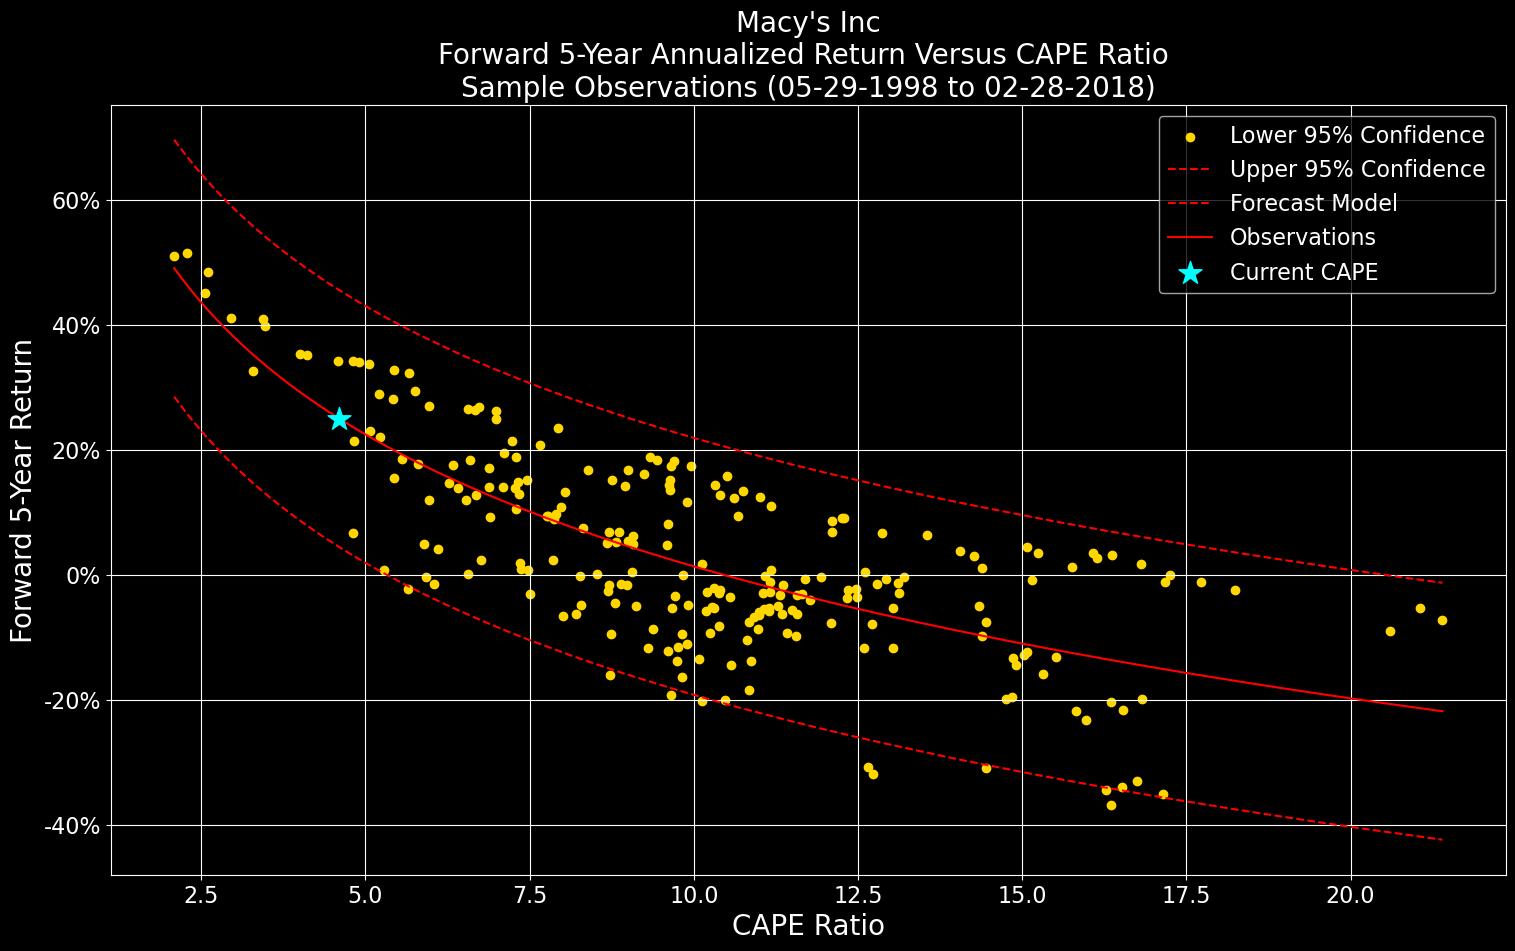 Macy's Inc
Forward 5-Year Annualized Return Versus CAPE Ratio
Sample Observations (05-29-1998 to 02-28-2018)
Lower 95% Confidence
Upper 95% Confidence
Forecast Model
Observations
Current CAPE
Forward 5-Year Return
60%
40%
20%
0%
-20%
-40%
2.5 5.0 7.5 10.0 12.5 15.0 17.5 20.0
CAPE Ratio